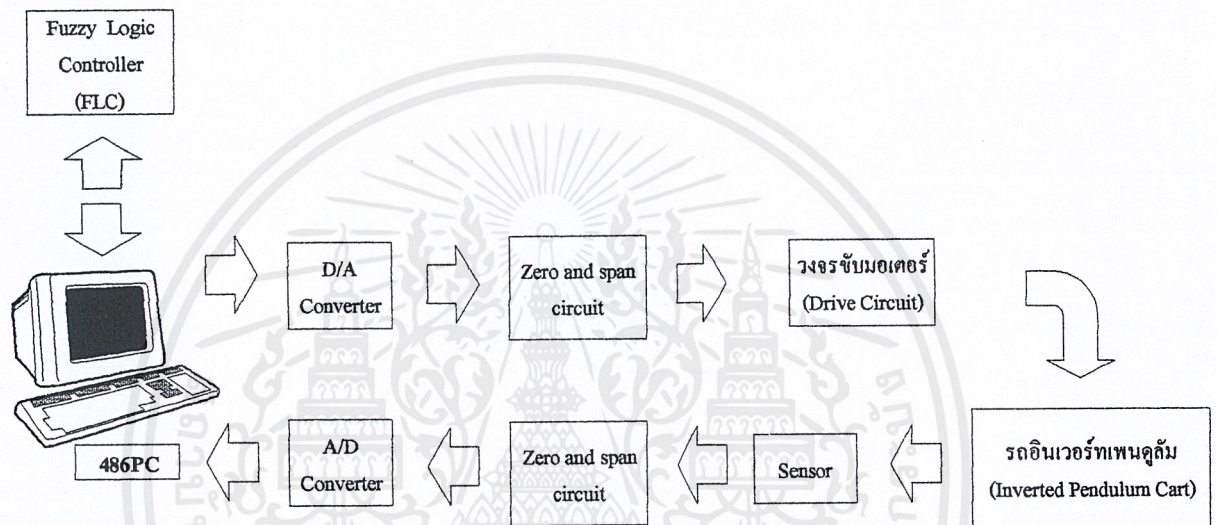 Fuzzy Logic
Controller
(FLC)
D/A
Converter
Zero and span
circuit
วงจรขับมอเตอร์
(Drive Circuit)
486PC
A/D
Converter
Zero and span
circuit
Sensor
รถอินเวอร์ทเพนดูลัม
(Inverted Pendulum Cart)